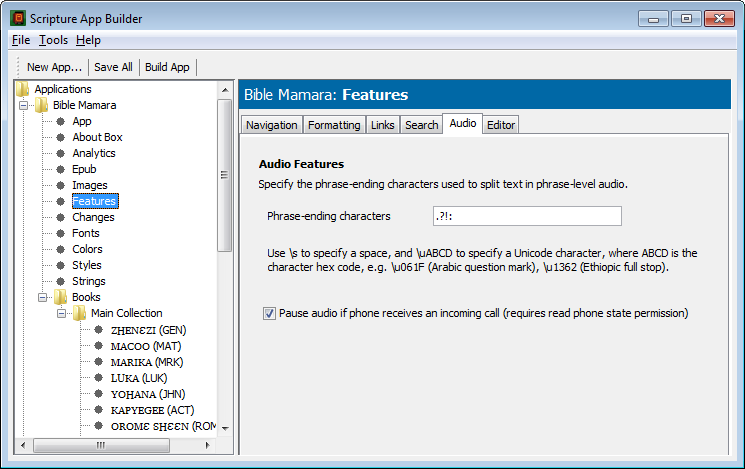 Scripture App Builder
File Tools Help
New App... Save All Build App
Applications
Bible Mamara
App
About Box
Analytics
Epub
Images
Features
Changes
Fonts
Colors
Styles
Strings
Books
Main Collection
ZHENƐZI (GEN)
MACOO (MAT)
MARIKA (MRK)
LUKA (LUK)
YOHANA (JHN)
KAPYEGEE (ACT)
OROMƐ SHƐƐN (ROM
Bible Mamara: Features
Navigation Formatting Links Search Audio Editor
Audio Features
Specify the phrase-ending characters used to split text in phrase-level audio.
Phrase-ending characters .?!:
Use \s to specify a space, and \uABCD to specify a Unicode character, where ABCD is the
character hex code, e.g. \u061F (Arabic question mark), \u1362 (Ethiopic full stop).
Pause audio if phone receives an incoming call (requires read phone state permission)